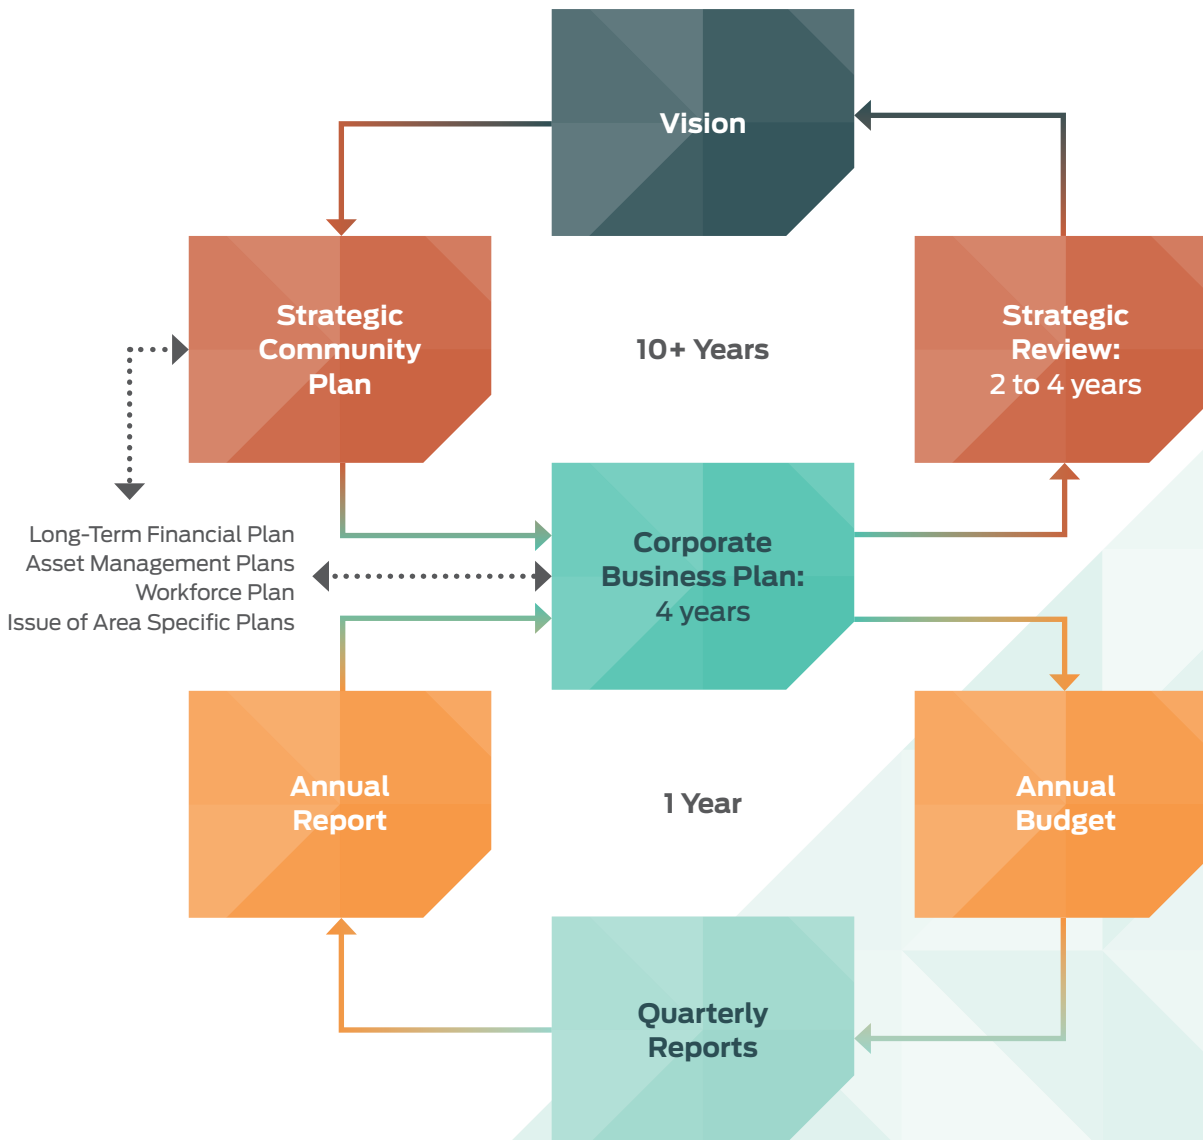 Vision
Strategic
Community
Plan
10+ Years
Strategic
Review:
2 to 4 years
Long-Term Financial Plan
Asset Management Plans
Workforce Plan
Issue of Area Specific Plans
Corporate
Business Plan:
4 years
Annual
Report
1 Year
Annual
Budget
Quarterly
Reports